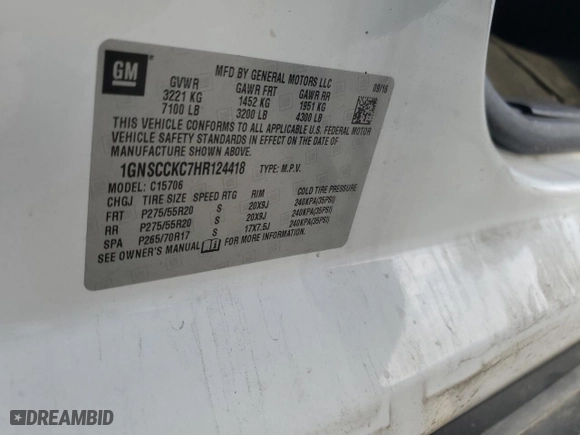 GM
MFD BY GENERAL MOTORS LLC
GVWR GAWR FRT GAWR RR 09/16
3221 KG 1452 KG 1951 KG
7100 LB 3200 LB 4300 LB
THIS VEHICLE CONFORMS TO ALL APPLICABLE U.S. FEDERAL MOTOR
VEHICLE SAFETY STANDARDS IN EFFECT ON THE DATE OF
MANUFACTURE SHOWN ABOVE.
1GNSCCKC7HR124418 TYPE: M.P.V.
MODEL: C15706
CHGJ TIRE SIZE SPEED RTG RIM COLD TIRE PRESSURE
FRT P275/55R20 S 20X9J 240KPA(35PSI)
RR P275/55R20 S 20X9J 240KPA(35PSI)
SPA P265/70R17 S 17X7.5J 240KPA(35PSI)
SEE OWNER'S MANUAL FOR MORE INFORMATION.
DREAMBID